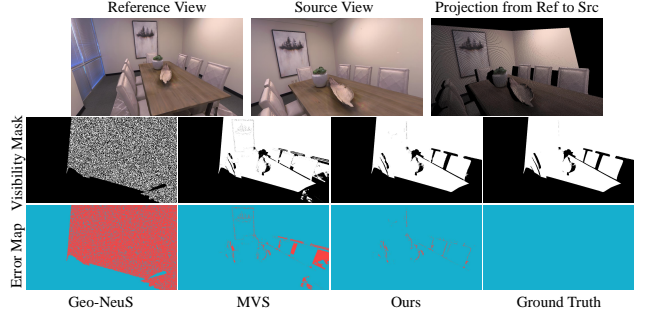 Reference View Source View Projection from Ref to Src
Visibility Mask
Error Map
Geo-NeuS MVS Ours Ground Truth